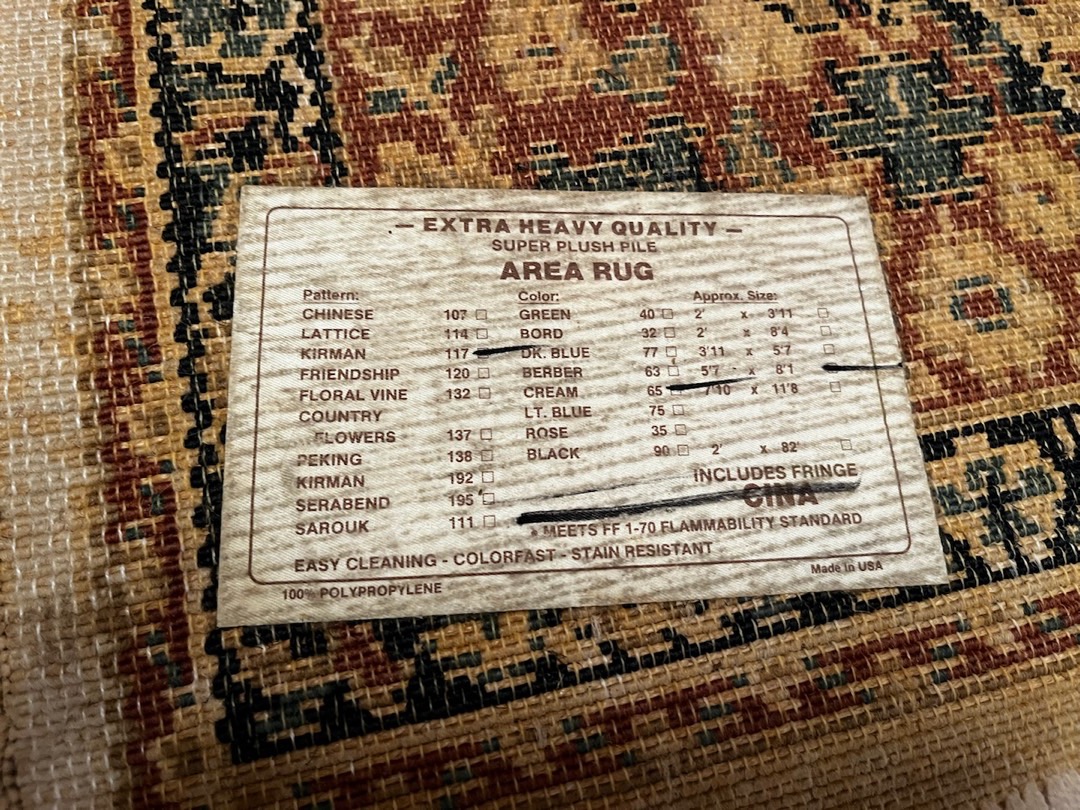 — EXTRA HEAVY QUALITY —
SUPER PLUSH PILE
AREA RUG
Pattern: Color: Approx. Size:
CHINESE 107 □ GREEN 40 □ 2' x 3'11 □
LATTICE 114 □ BORD 32 □ 2' x 8'4 □
KIRMAN 117 DK. BLUE 77 □ 3'11 x 5'7 □
FRIENDSHIP 120 □ BERBER 63 □ 5'7 x 8'1
FLORAL VINE 132 □ CREAM 65 7'10 x 11'8 □
COUNTRY LT. BLUE 75 □
FLOWERS 137 □ ROSE 35 □
PEKING 138 □ BLACK 90 □ 2' x 82' □
KIRMAN 192 □ INCLUDES FRINGE
SERABEND 195 □ CINA
SAROUK 111 □ * MEETS FF 1-70 FLAMMABILITY STANDARD
EASY CLEANING - COLORFAST - STAIN RESISTANT
100% POLYPROPYLENE Made in USA